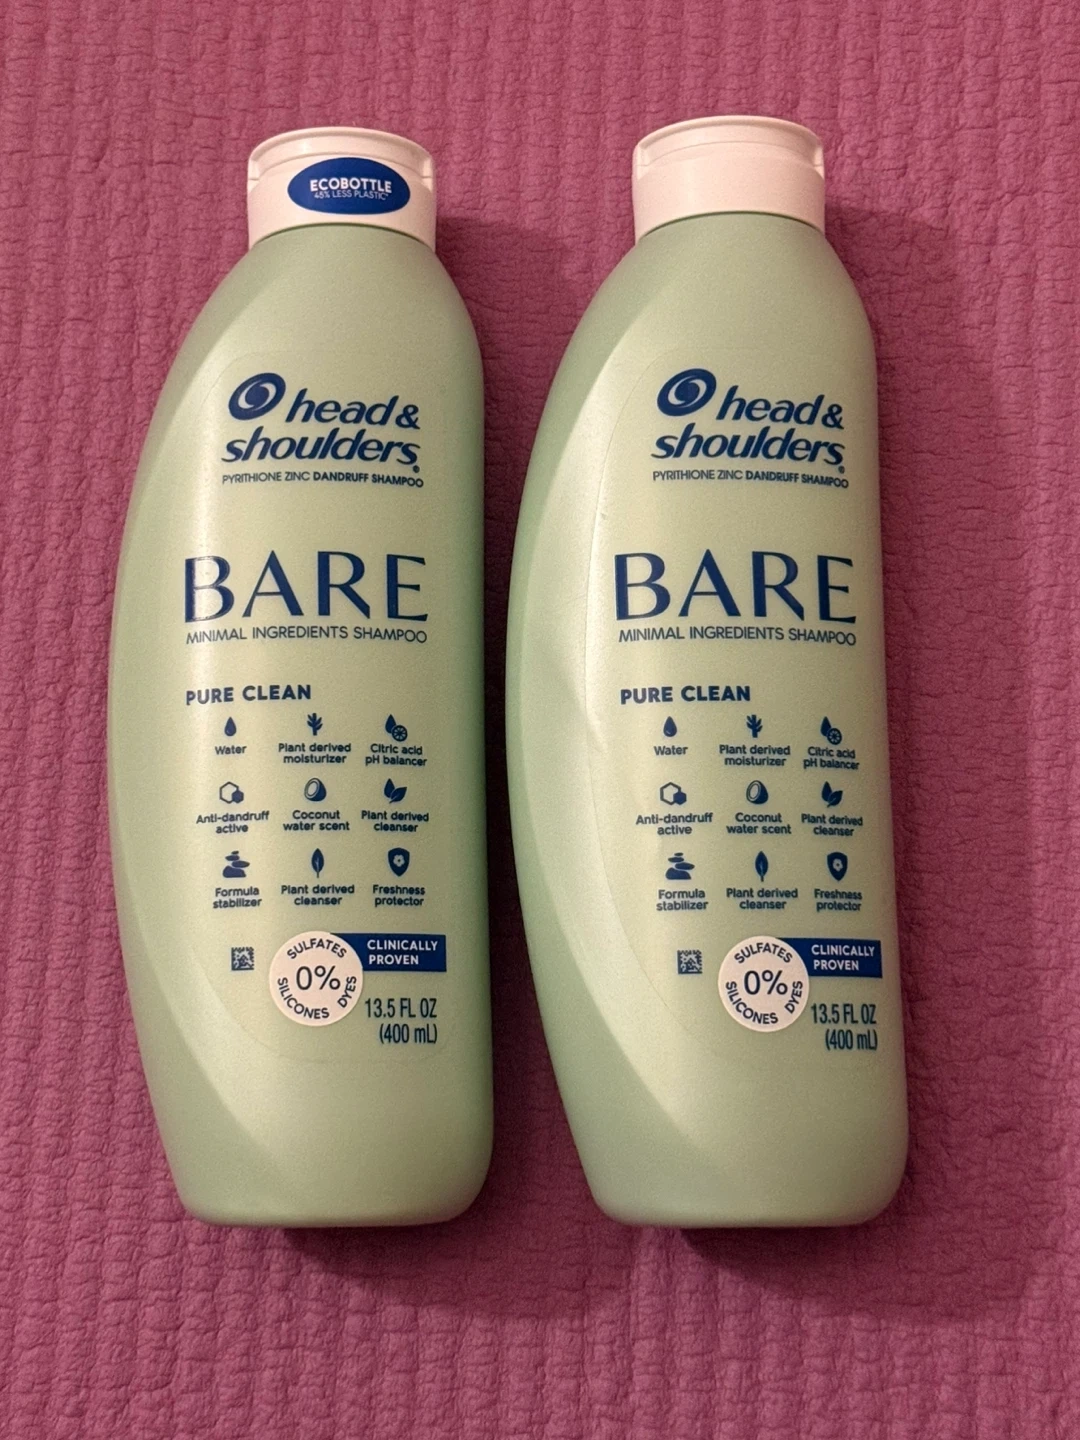 ECOBOTTLE
45% LESS PLASTIC*
head &
shoulders®
PYRITHIONE ZINC DANDRUFF SHAMPOO
BARE
MINIMAL INGREDIENTS SHAMPOO
PURE CLEAN
Water
Plant derived
moisturizer
Citric acid
pH balancer
Anti-dandruff
active
Coconut
water scent
Plant derived
cleanser
Formula
stabilizer
Plant derived
cleanser
Freshness
protector
SULFATES
0%
SILICONES DYES
CLINICALLY
PROVEN
13.5 FL OZ
(400 mL)
head &
shoulders®
PYRITHIONE ZINC DANDRUFF SHAMPOO
BARE
MINIMAL INGREDIENTS SHAMPOO
PURE CLEAN
Water
Plant derived
moisturizer
Citric acid
pH balancer
Anti-dandruff
active
Coconut
water scent
Plant derived
cleanser
Formula
stabilizer
Plant derived
cleanser
Freshness
protector
SULFATES
0%
SILICONES DYES
CLINICALLY
PROVEN
13.5 FL OZ
(400 mL)